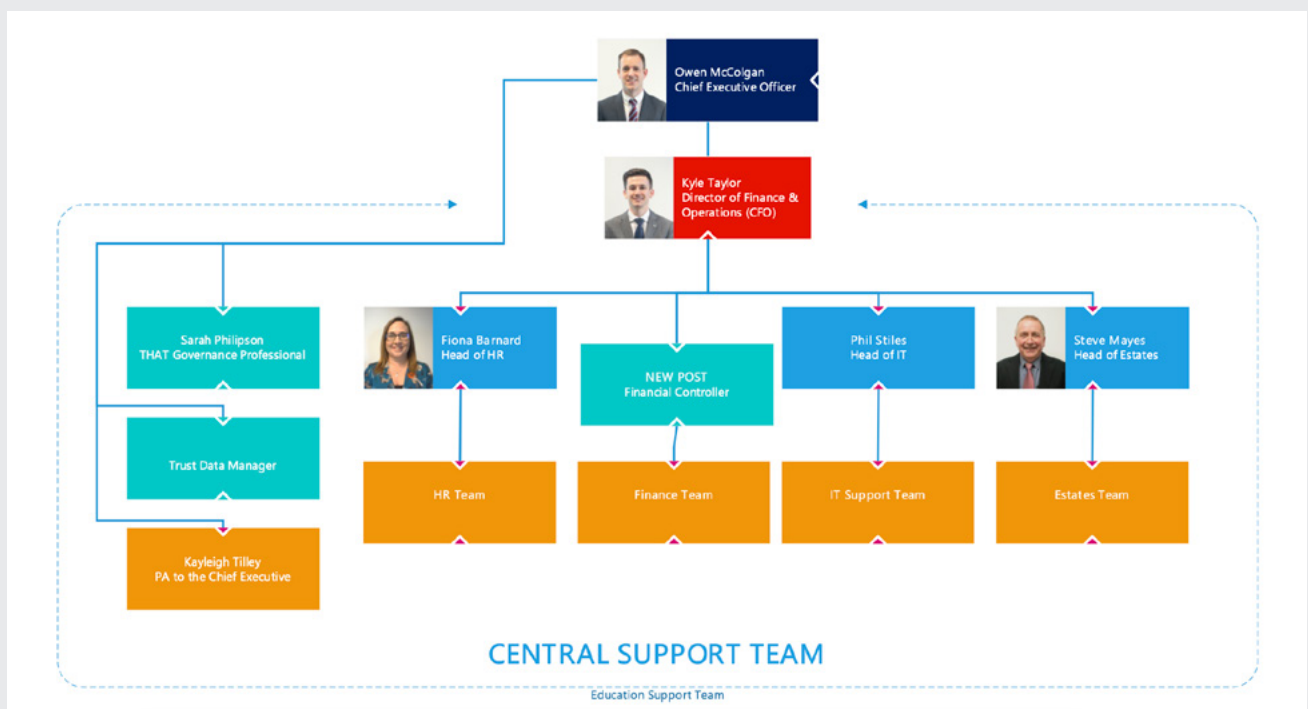 Owen McColgan
Chief Executive Officer
Kyle Taylor
Director of Finance &
Operations (CFO)
Sarah Philipson
THAT Governance Professional
Fiona Barnard
Head of HR
NEW POST
Financial Controller
Phil Stiles
Head of IT
Steve Mayes
Head of Estates
Trust Data Manager
HR Team
Finance Team
IT Support Team
Estates Team
Kayleigh Tilley
PA to the Chief Executive
CENTRAL SUPPORT TEAM
Education Support Team